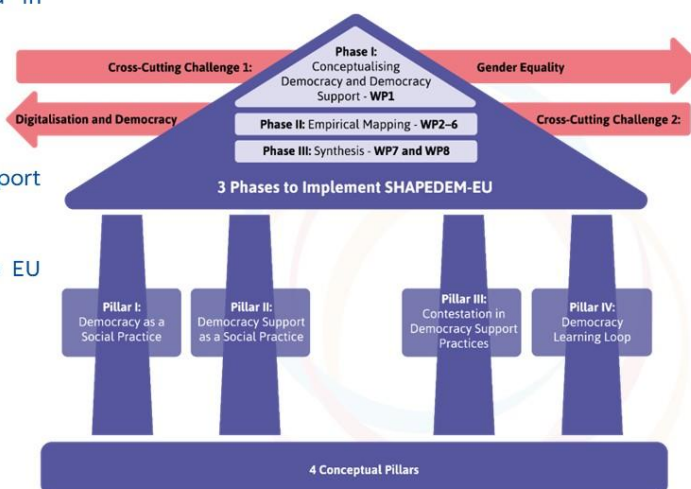 in
port
EU
Phase I:
Conceptualising
Democracy and Democracy
Support - WP1
Cross-Cutting Challenge 1:
Gender Equality
Digitalisation and Democracy
Cross-Cutting Challenge 2:
Phase II: Empirical Mapping - WP2–6
Phase III: Synthesis - WP7 and WP8
3 Phases to Implement SHAPEDEM-EU
Pillar I:
Democracy as a
Social Practice
Pillar II:
Democracy Support
as a Social Practice
Pillar III:
Contestation in
Democracy Support
Practices
Pillar IV:
Democracy
Learning Loop
4 Conceptual Pillars